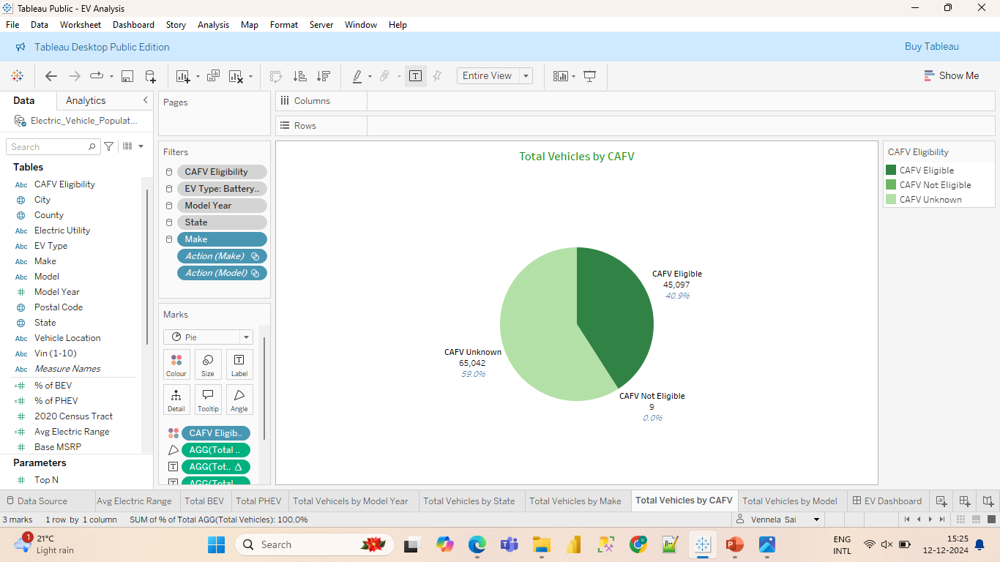 Tableau Public - EV Analysis
File Data Worksheet Dashboard Story Analysis Map Format Server Window Help
Tableau Desktop Public Edition
Buy Tableau
Entire View
Show Me
Data Analytics
Electric_Vehicle_Populat...
Search
Tables
Abc CAFV Eligibility
City
County
Abc Electric Utility
Abc EV Type
Abc Make
Abc Model
# Model Year
Postal Code
State
Abc Vehicle Location
Abc Vin (1-10)
Abc Measure Names
=# % of BEV
=# % of PHEV
# 2020 Census Tract
=# Avg Electric Range
# Base MSRP
Parameters
# Top N
Pages
Filters
CAFV Eligibility
EV Type: Battery..
Model Year
State
Make
Action (Make)
Action (Model)
Marks
Pie
Colour Size Label
Detail Tooltip Angle
CAFV Eligib..
AGG(Total ..
AGG(Tot.. Δ
AGG(Total
Columns
Rows
Total Vehicles by CAFV
CAFV Eligible
45,097
40.9%
CAFV Unknown
65,042
59.0%
CAFV Not Eligible
9
0.0%
CAFV Eligibility
CAFV Eligible
CAFV Not Eligible
CAFV Unknown
Data Source Avg Electric Range Total BEV Total PHEV Total Vehicels by Model Year Total Vehicles by State Total Vehicles by Make Total Vehicles by CAFV Total Vehicles by Model EV Dashboard
3 marks 1 row by 1 column SUM of % of Total AGG(Total Vehicles): 100.0%
Vennela Sai
1
21°C
Light rain
Search
ENG
INTL
15:25
12-12-2024